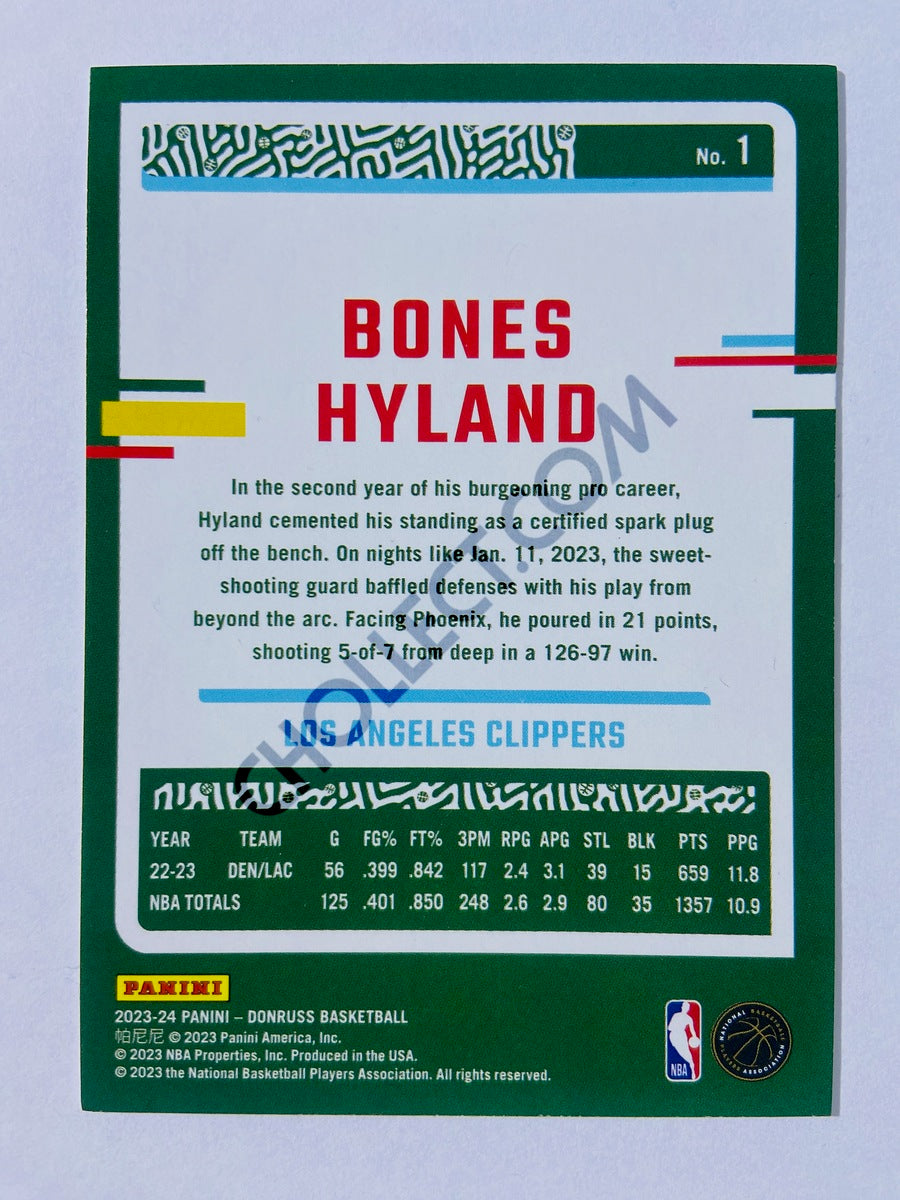 No. 1
BONES
HYLAND
In the second year of his burgeoning pro career,
Hyland cemented his standing as a certified spark plug
off the bench. On nights like Jan. 11, 2023, the sweet-
shooting guard baffled defenses with his play from
beyond the arc. Facing Phoenix, he poured in 21 points,
shooting 5-of-7 from deep in a 126-97 win.
CHOLLECT.COM
LOS ANGELES CLIPPERS
YEAR TEAM G FG% FT% 3PM RPG APG STL BLK PTS PPG
22-23 DEN/LAC 56 .399 .842 117 2.4 3.1 39 15 659 11.8
NBA TOTALS 125 .401 .850 248 2.6 2.9 80 35 1357 10.9
PANINI
2023-24 PANINI – DONRUSS BASKETBALL
帕尼尼 © 2023 Panini America, Inc.
© 2023 NBA Properties, Inc. Produced in the USA.
© 2023 the National Basketball Players Association. All rights reserved.
NBA
NATIONAL BASKETBALL
PLAYERS ASSOCIATION